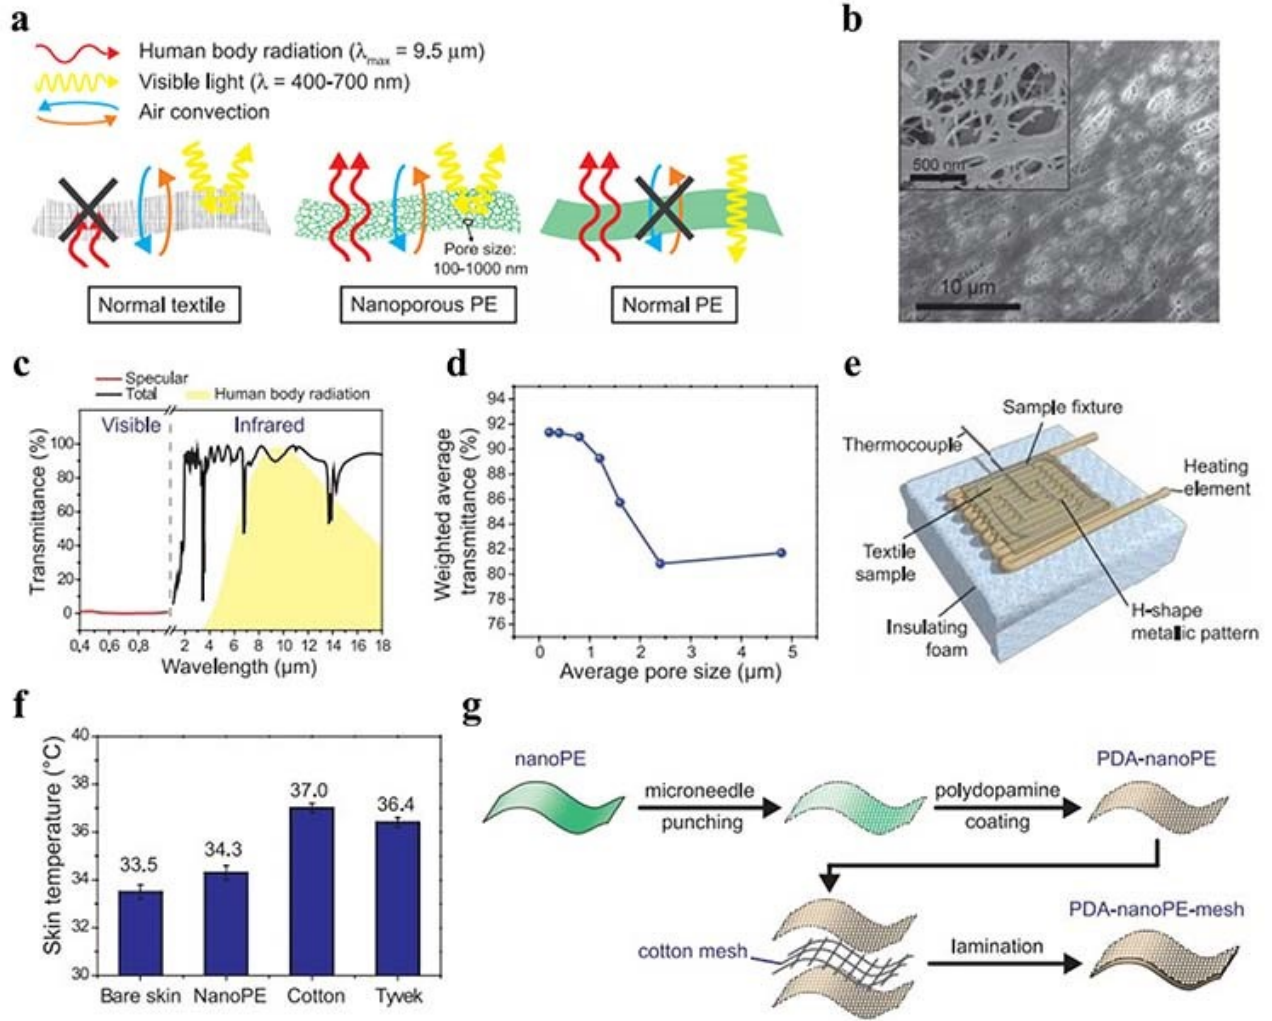 a
Human body radiation (λmax = 9.5 μm)
Visible light (λ = 400-700 nm)
Air convection
Pore size:
100-1000 nm
Normal textile
Nanoporous PE
Normal PE
b
500 nm
10 μm
c
Specular
Total
Human body radiation
Visible
Infrared
Transmittance (%)
100
80
60
40
20
0
0,4 0,6 0,8 2 4 6 8 10 12 14 16 18
Wavelength (μm)
d
Weighted average
transmittance (%)
94
92
90
88
86
84
82
80
78
76
0 1 2 3 4 5
Average pore size (μm)
e
Sample fixture
Thermocouple
Heating
element
Textile
sample
Insulating
foam
H-shape
metallic pattern
f
Skin temperature (°C)
40
38
36
34
32
30
33.5
34.3
37.0
36.4
Bare skin NanoPE Cotton Tyvek
g
nanoPE
microneedle
punching
polydopamine
coating
PDA-nanoPE
cotton mesh
lamination
PDA-nanoPE-mesh